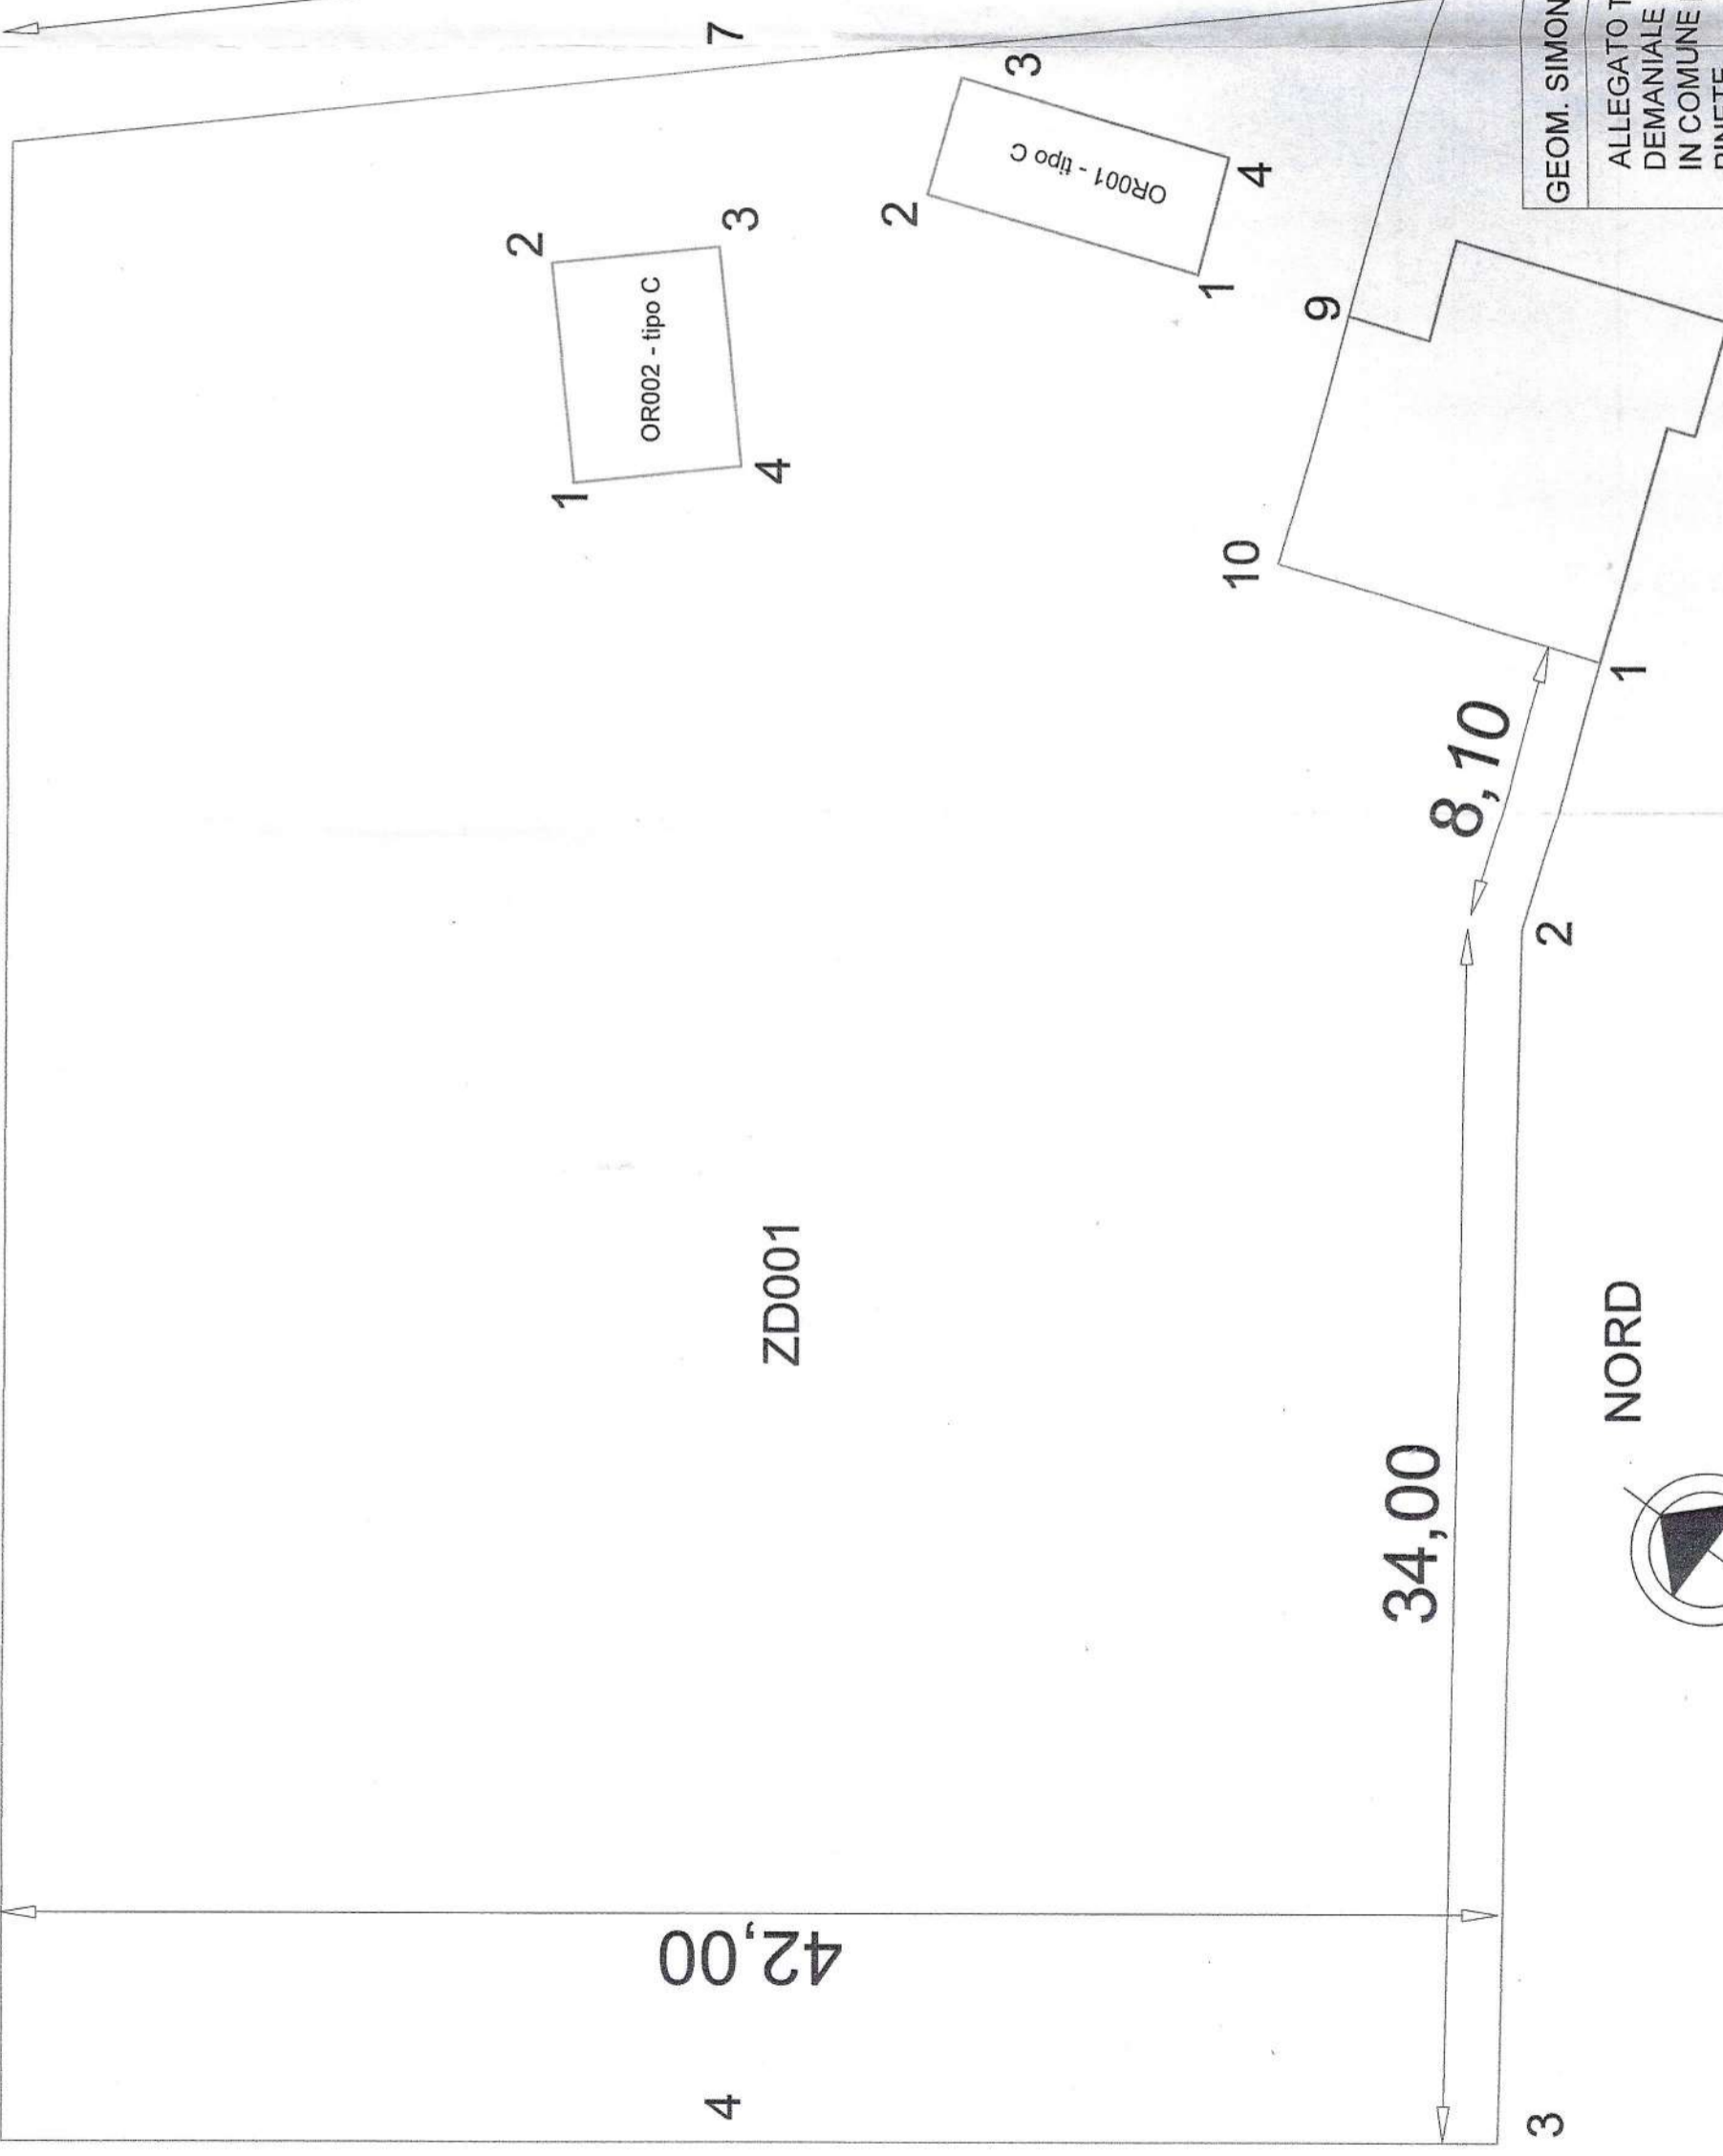 7
2
3
OR002 - tipo C
1
4
2
3
OR001 - tipo C
1
4
9
10
1
8,10
2
ZD001
34,00
42,00
4
3
NORD
GEOM. SIMON
ALLEGATO T
DEMANIALE
IN COMUNE